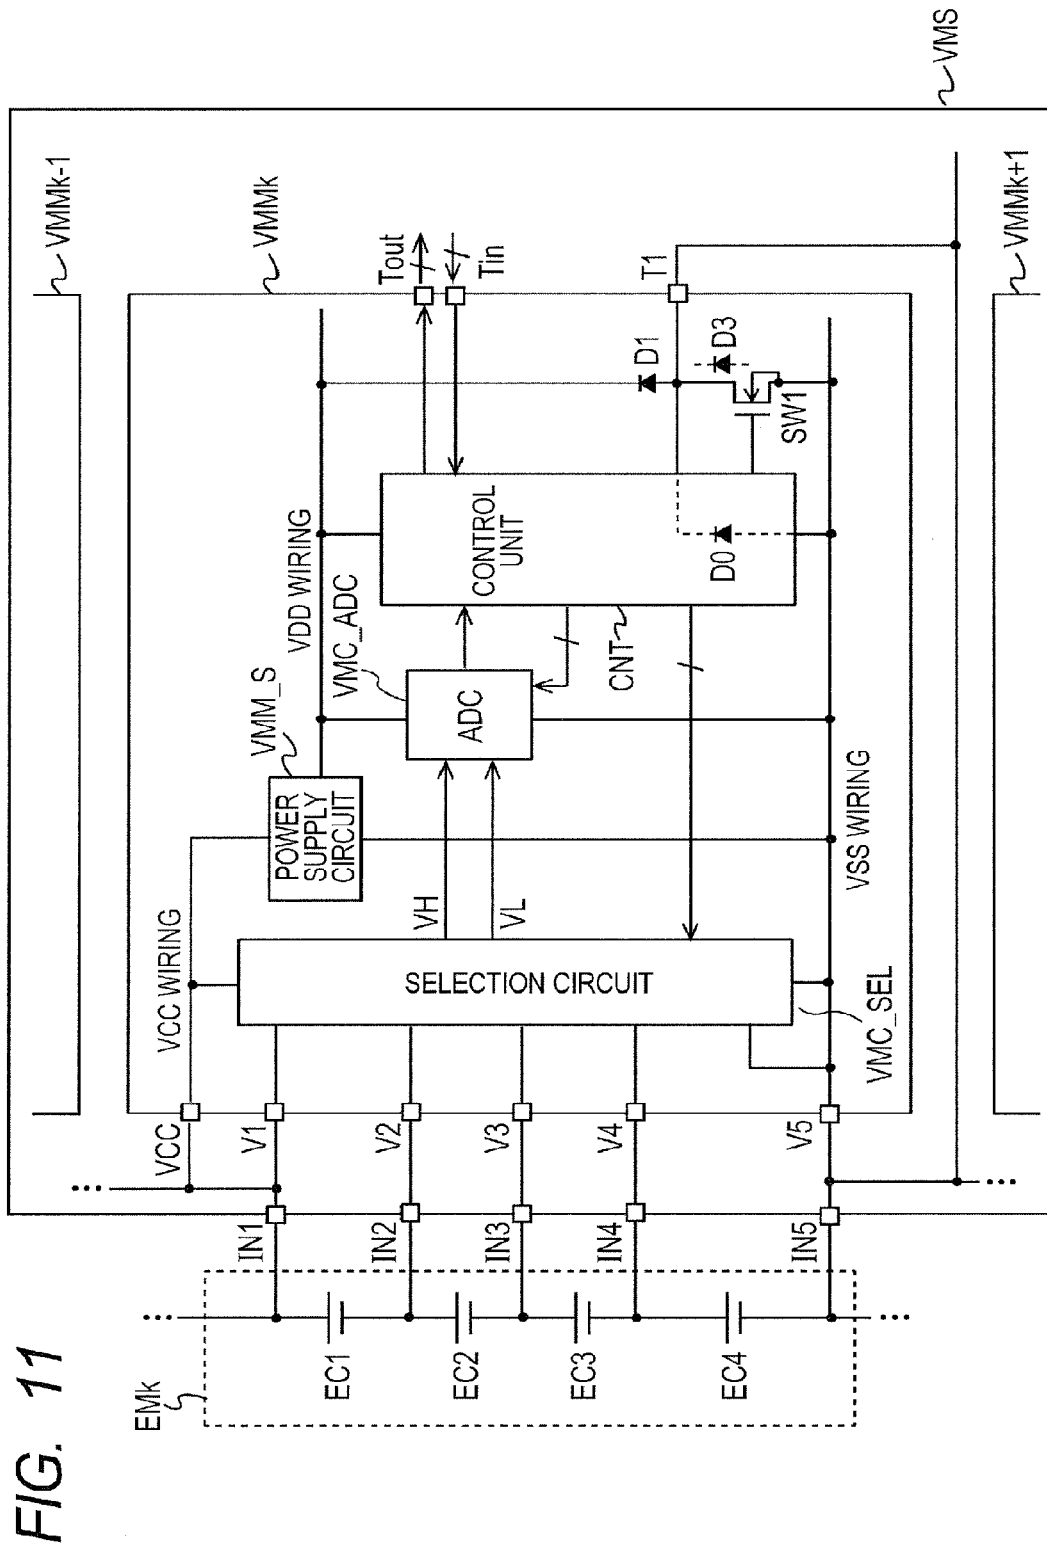 FIG. 11
VMS
VMMk-1
VMMk
VMMk+1
Tout
Tin
T1
D1
D3
SW1
VDD WIRING
VMC_ADC
CONTROL
UNIT
D0
CNT
ADC
VMM_S
POWER
SUPPLY
CIRCUIT
VH
VL
VSS WIRING
VCC WIRING
SELECTION CIRCUIT
VMC_SEL
VCC
V1
V2
V3
V4
V5
IN1
IN2
IN3
IN4
IN5
EMk
EC1
EC2
EC3
EC4